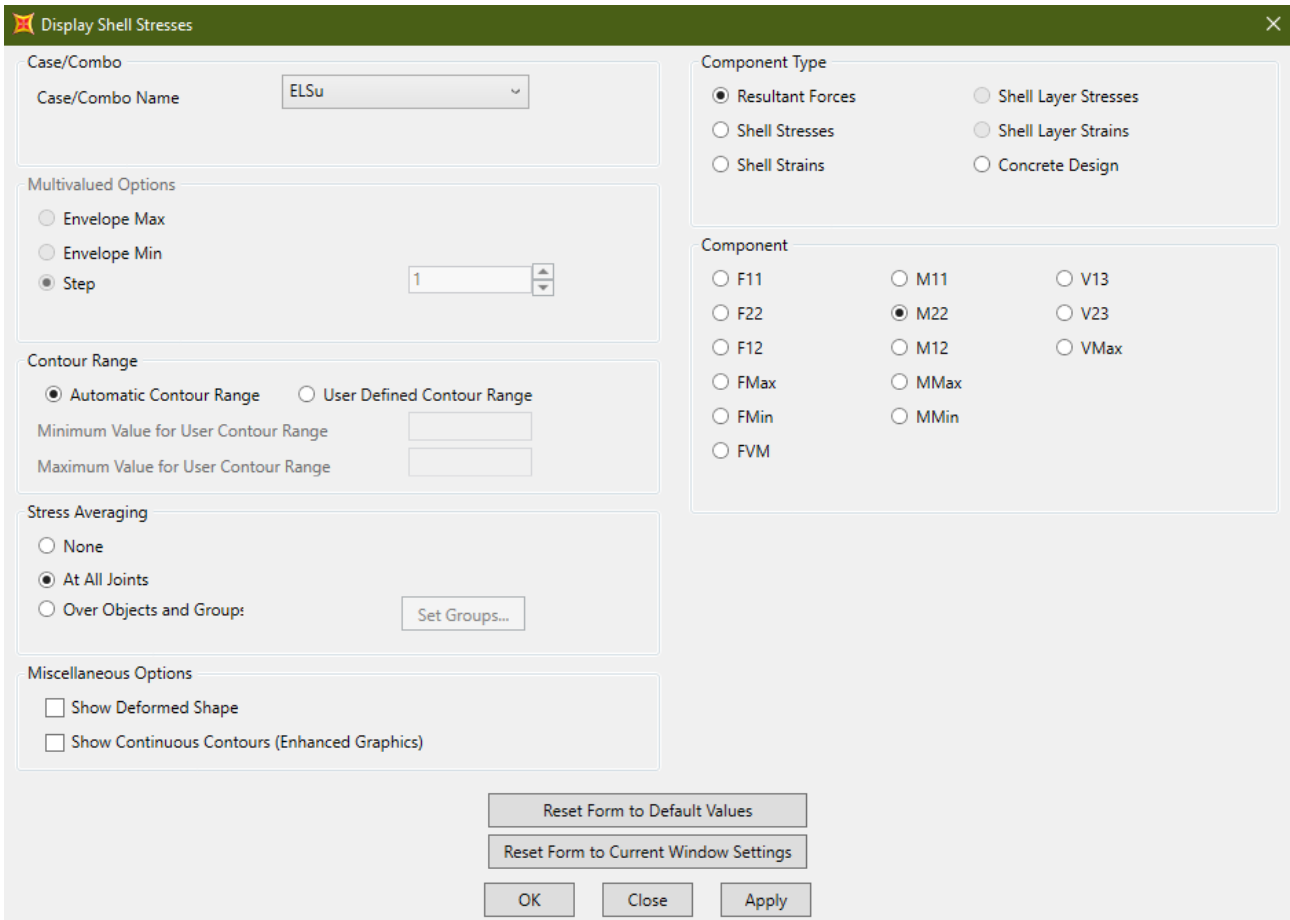 Display Shell Stresses
Case/Combo
Case/Combo Name
ELSu
Multivalued Options
Envelope Max
Envelope Min
Step
1
Contour Range
Automatic Contour Range
User Defined Contour Range
Minimum Value for User Contour Range
Maximum Value for User Contour Range
Stress Averaging
None
At All Joints
Over Objects and Groups
Set Groups...
Miscellaneous Options
Show Deformed Shape
Show Continuous Contours (Enhanced Graphics)
Component Type
Resultant Forces
Shell Layer Stresses
Shell Stresses
Shell Layer Strains
Shell Strains
Concrete Design
Component
F11
M11
V13
F22
M22
V23
F12
M12
VMax
FMax
MMax
FMin
MMin
FVM
Reset Form to Default Values
Reset Form to Current Window Settings
OK
Close
Apply